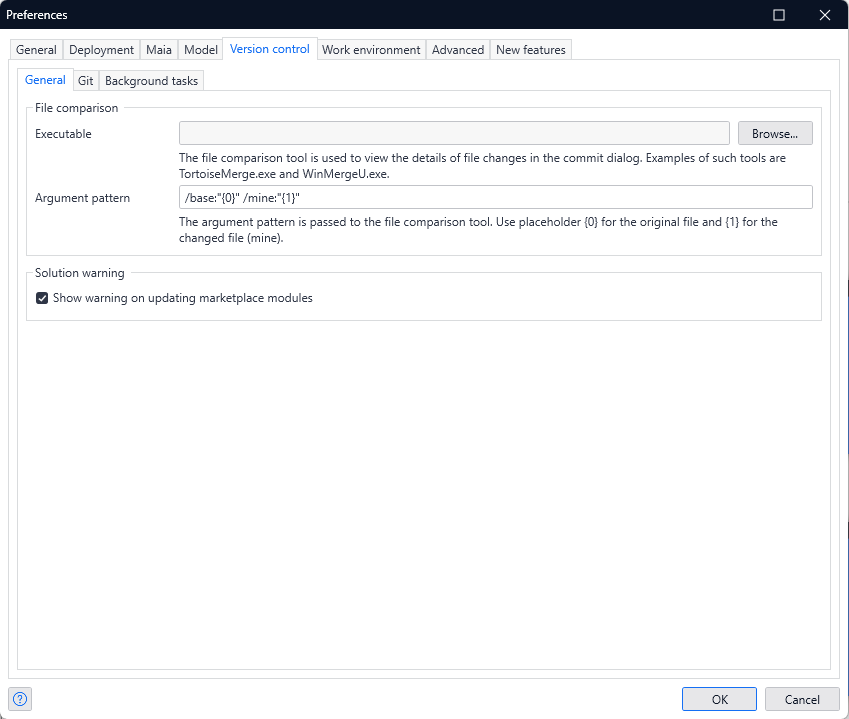 Preferences
General Deployment Maia Model Version control Work environment Advanced New features
General Git Background tasks
File comparison
Executable Browse...
The file comparison tool is used to view the details of file changes in the commit dialog. Examples of such tools are
TortoiseMerge.exe and WinMergeU.exe.
Argument pattern /base:"{0}" /mine:"{1}"
The argument pattern is passed to the file comparison tool. Use placeholder {0} for the original file and {1} for the
changed file (mine).
Solution warning
Show warning on updating marketplace modules
? OK Cancel